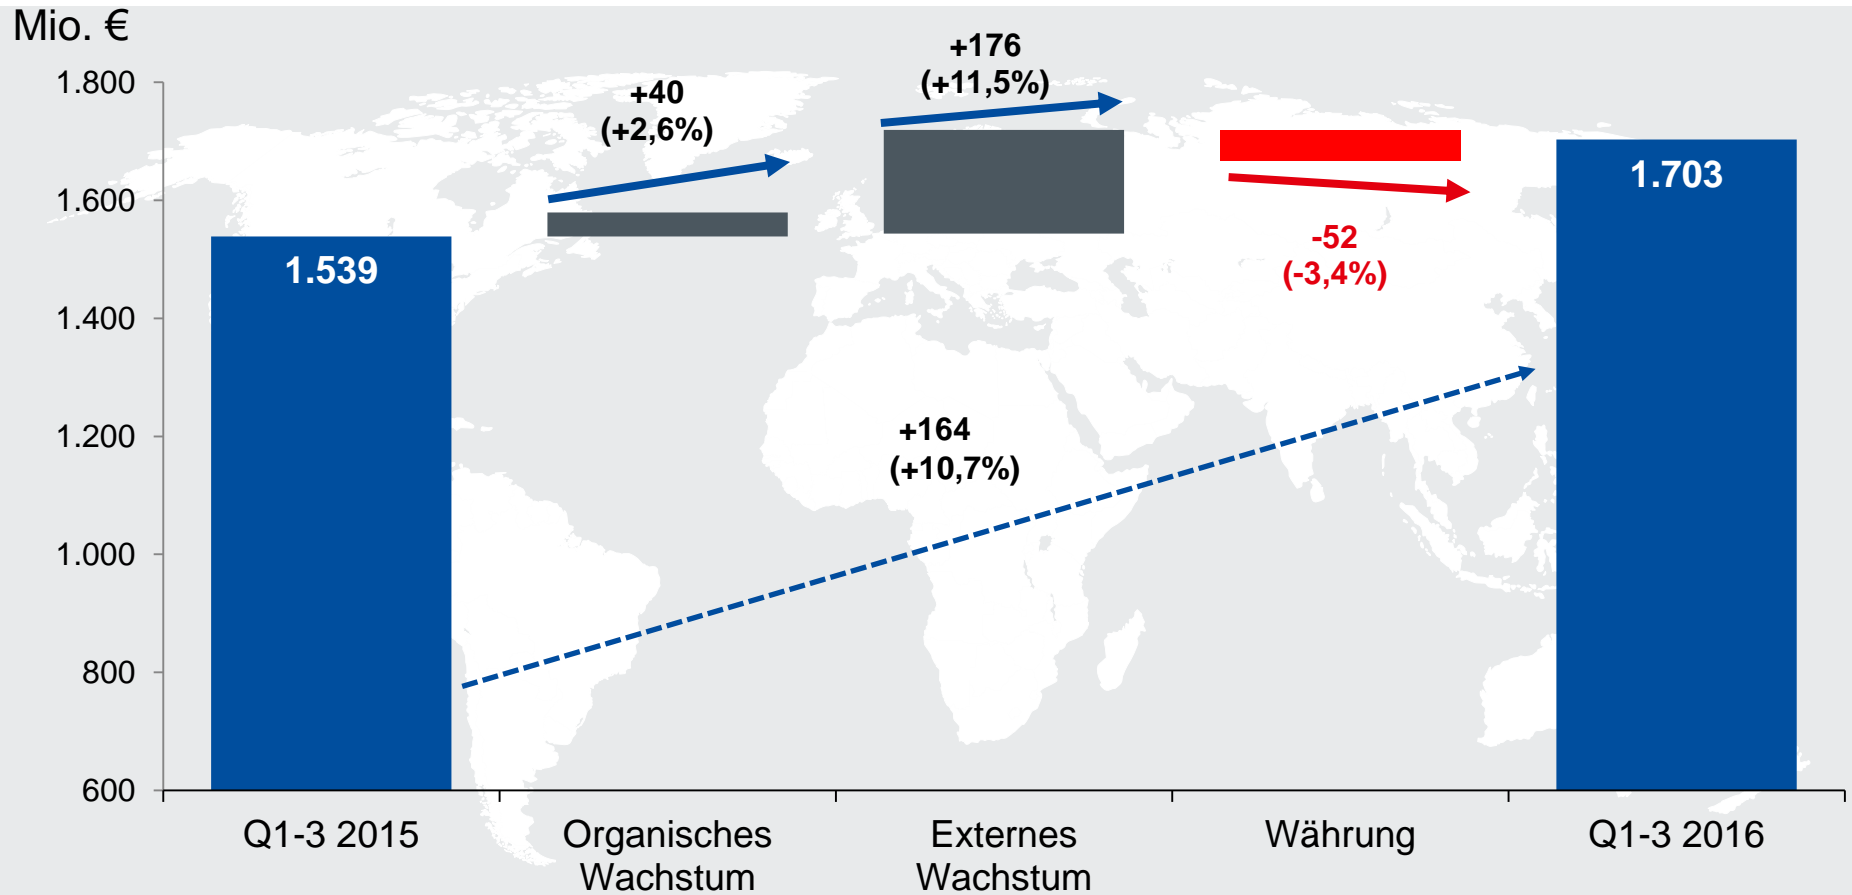 Mio. €
1.800
1.600
1.400
1.200
1.000
800
600
1.539
+40
(+2,6%)
+176
(+11,5%)
-52
(-3,4%)
1.703
+164
(+10,7%)
Q1-3 2015
Organisches
Wachstum
Externes
Wachstum
Währung
Q1-3 2016